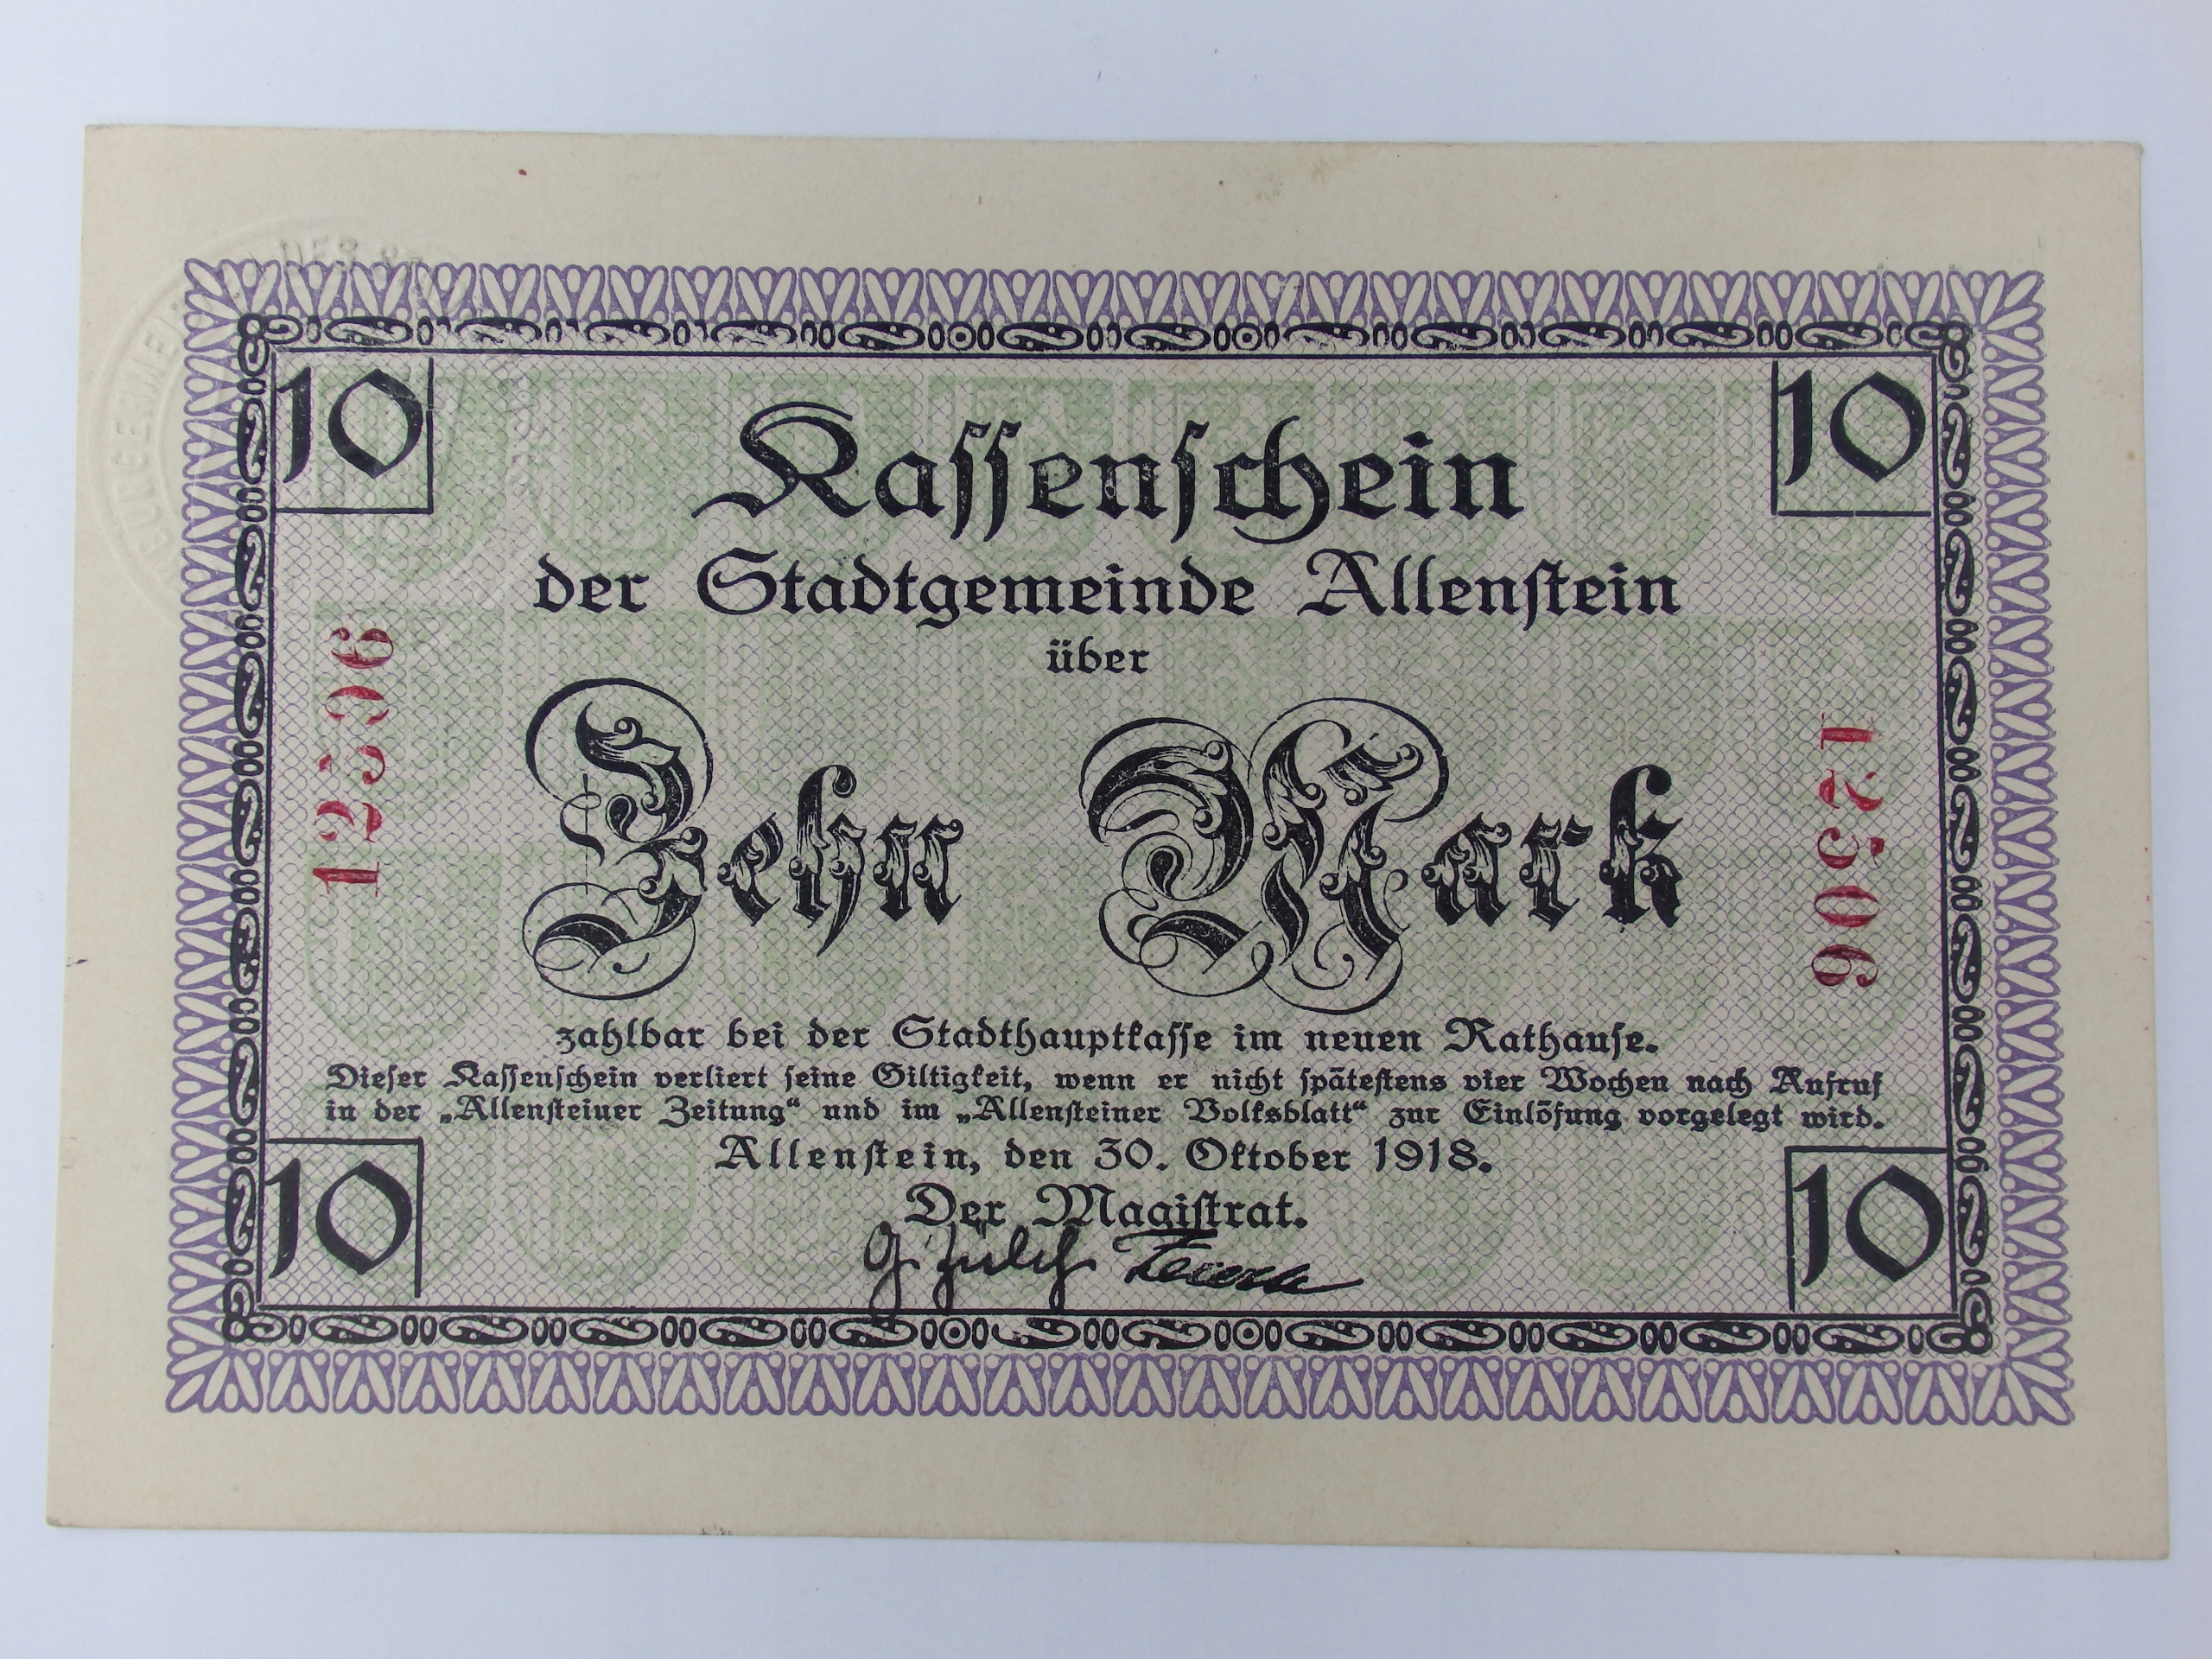 10
10
Kassenschein
der Stadtgemeinde Allenstein
über
12306
12306
Zehn Mark
zahlbar bei der Stadthauptkasse im neuen Rathause.
Dieser Kassenschein verliert seine Giltigkeit, wenn er nicht spätestens vier Wochen nach Aufruf
in der „Allensteiner Zeitung“ und im „Allensteiner Volksblatt“ zur Einlösung vorgelegt wird.
Allenstein, den 30. Oktober 1918.
Der Magistrat.
G. Zülch
10
10